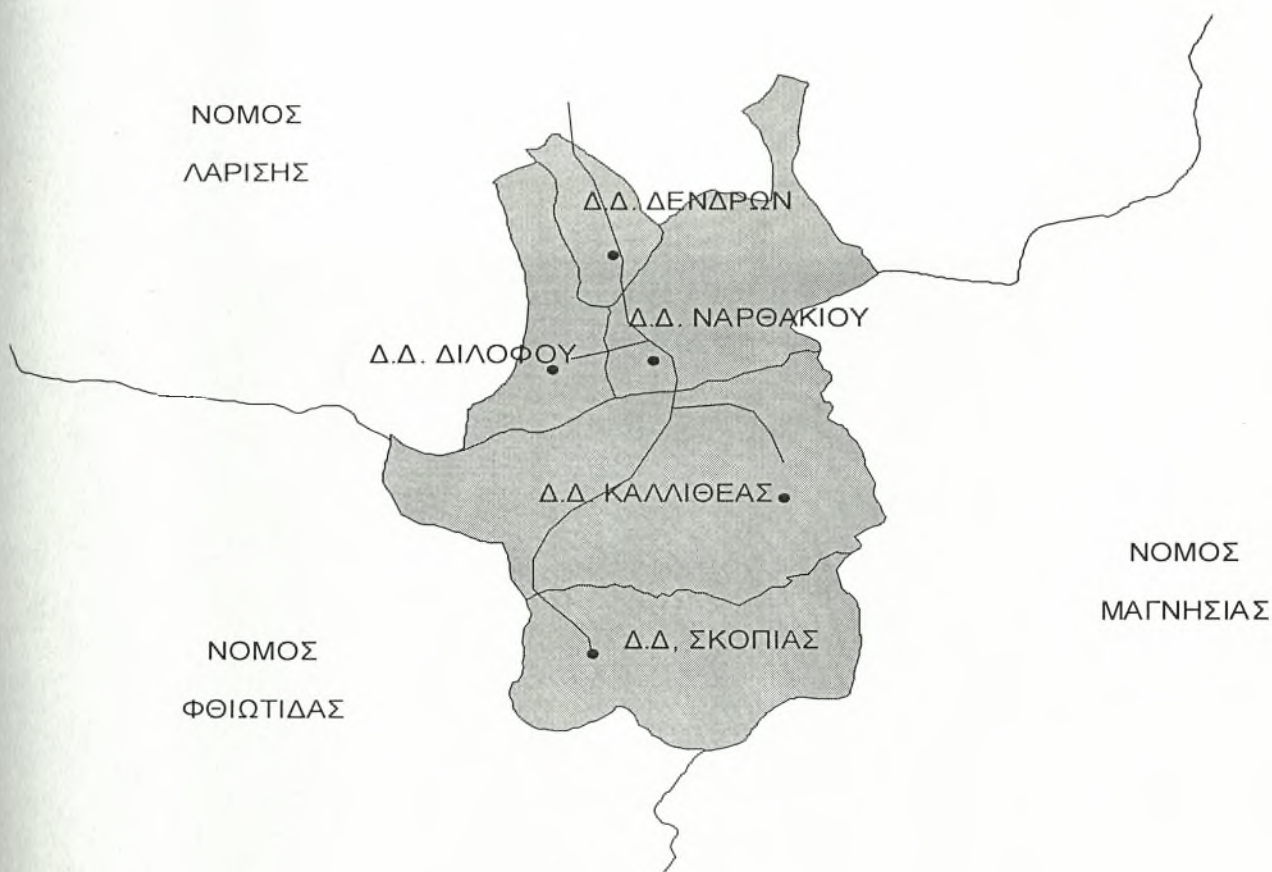 ΝΟΜΟΣ
ΛΑΡΙΣΗΣ
Δ.Δ. ΔΕΝΔΡΩΝ
Δ.Δ. ΝΑΡΘΑΚΙΟΥ
Δ.Δ. ΔΙΛΟΦΟΥ
Δ.Δ. ΚΑΛΛΙΘΕΑΣ
ΝΟΜΟΣ
ΜΑΓΝΗΣΙΑΣ
Δ.Δ, ΣΚΟΠΙΑΣ
ΝΟΜΟΣ
ΦΘΙΩΤΙΔΑΣ